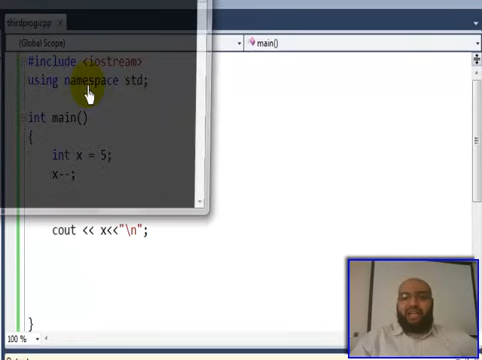 thirdprog.cpp
(Global Scope)
main()
#include <iostream>
using namespace std;
int main()
{
int x = 5;
x--;
cout << x<<"\n";
}
100 %